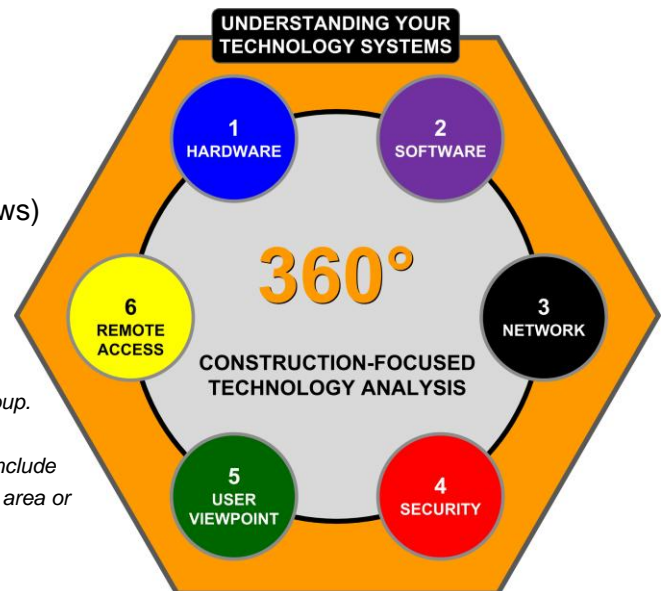 UNDERSTANDING YOUR
TECHNOLOGY SYSTEMS
1
HARDWARE
2
SOFTWARE
ws)
360°
6
REMOTE
ACCESS
3
NETWORK
CONSTRUCTION-FOCUSED
TECHNOLOGY ANALYSIS
oup.
nclude
area or
5
USER
VIEWPOINT
4
SECURITY